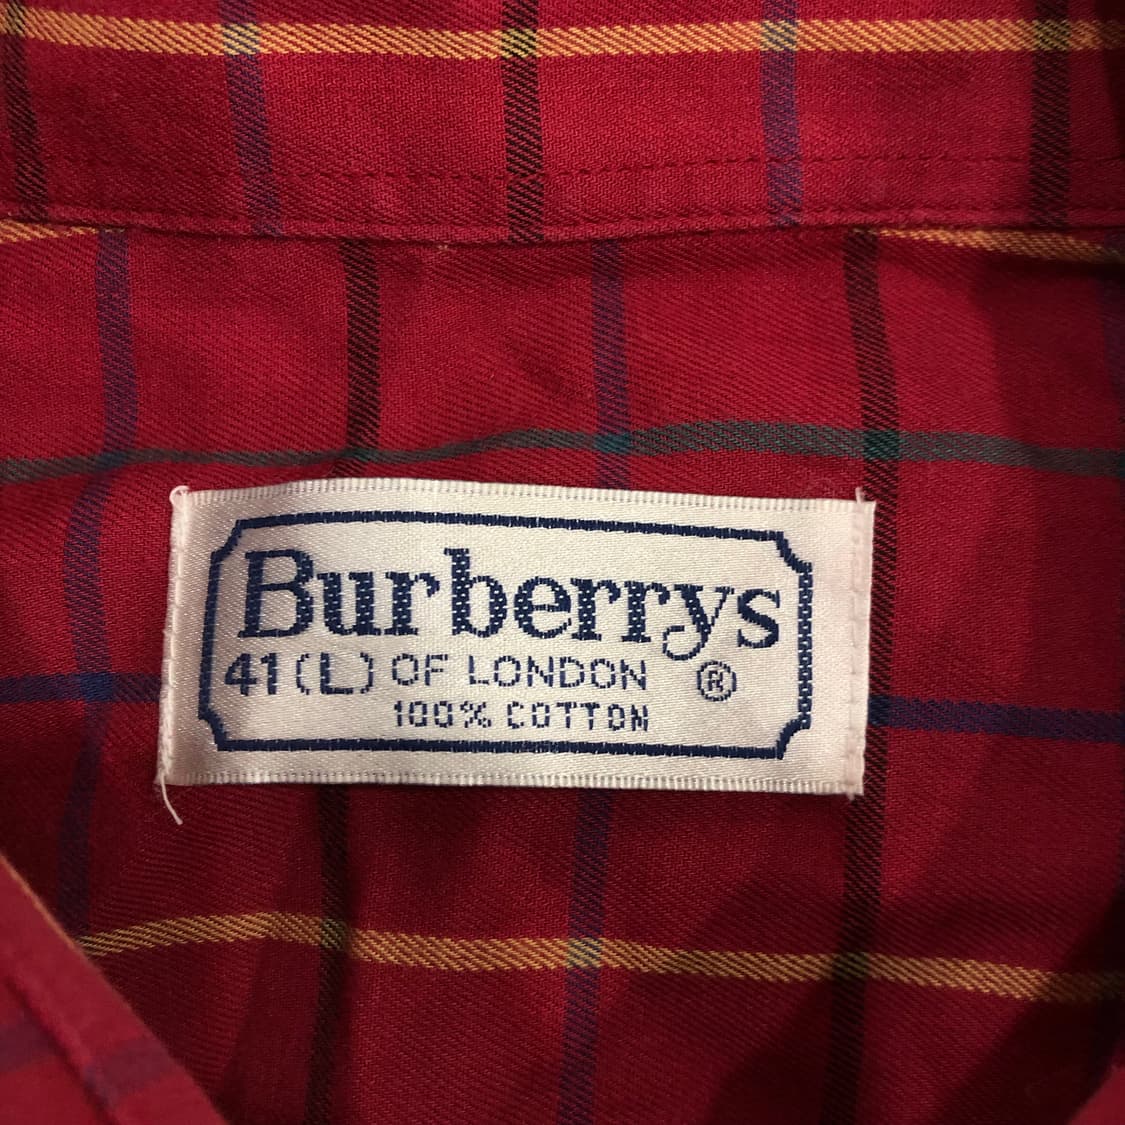 Burberrys
41(L) OF LONDON ®
100% COTTON